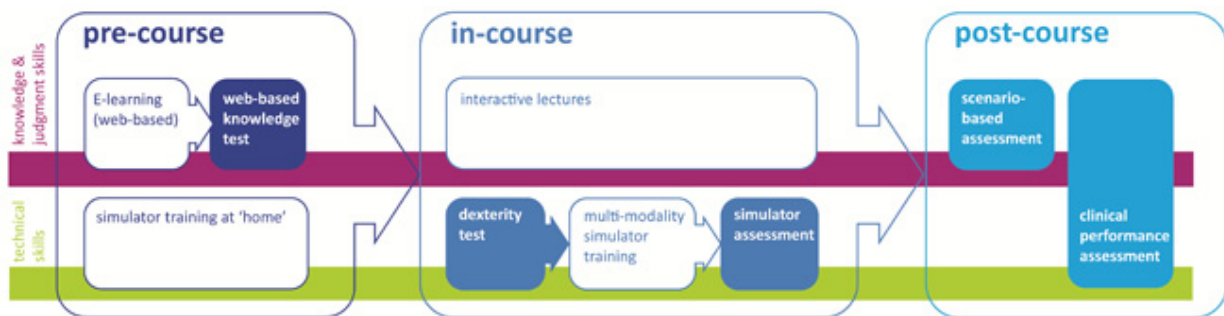 knowledge &
judgment skills
technical
skills
pre-course
E-learning
(web-based)
web-based
knowledge
test
simulator training at ‘home’
in-course
interactive lectures
dexterity
test
multi-modality
simulator
training
simulator
assessment
post-course
scenario-
based
assessment
clinical
performance
assessment